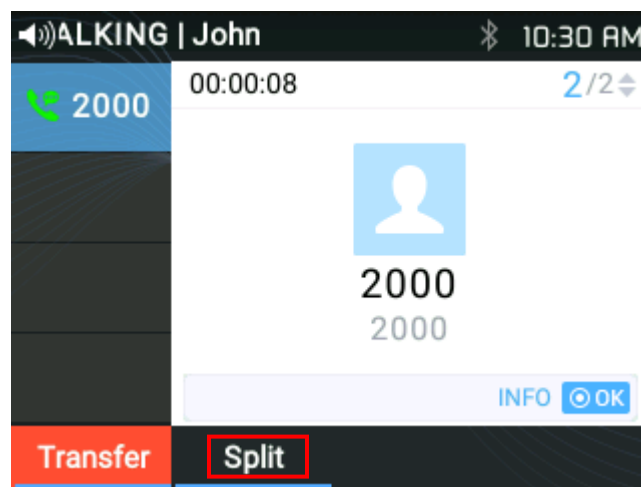 ALKING | John 10:30 AM
2000
00:00:08 2/2
2000
2000
INFO OK
Transfer Split